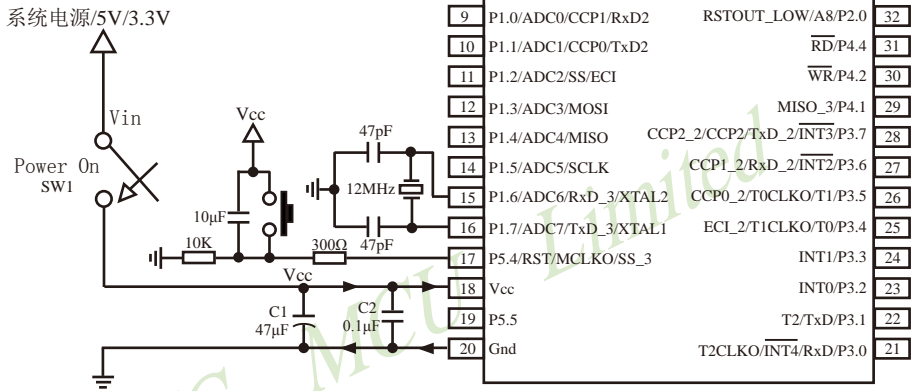 系统电源/5V/3.3V
Vin
Power On
SW1
Vcc
10μF
10K
300Ω
47pF
12MHz
47pF
Vcc
C1
47μF
C2
0.1μF
9 P1.0/ADC0/CCP1/RxD2
10 P1.1/ADC1/CCP0/TxD2
11 P1.2/ADC2/SS/ECI
12 P1.3/ADC3/MOSI
13 P1.4/ADC4/MISO
14 P1.5/ADC5/SCLK
15 P1.6/ADC6/RxD_3/XTAL2
16 P1.7/ADC7/TxD_3/XTAL1
17 P5.4/RST/MCLKO/SS_3
18 Vcc
19 P5.5
20 Gnd
RSTOUT_LOW/A8/P2.0 32
RD/P4.4 31
WR/P4.2 30
MISO_3/P4.1 29
CCP2_2/CCP2/TxD_2/INT3/P3.7 28
CCP1_2/RxD_2/INT2/P3.6 27
CCP0_2/T0CLKO/T1/P3.5 26
ECI_2/T1CLKO/T0/P3.4 25
INT1/P3.3 24
INT0/P3.2 23
T2/TxD/P3.1 22
T2CLKO/INT4/RxD/P3.0 21
MCU Limited